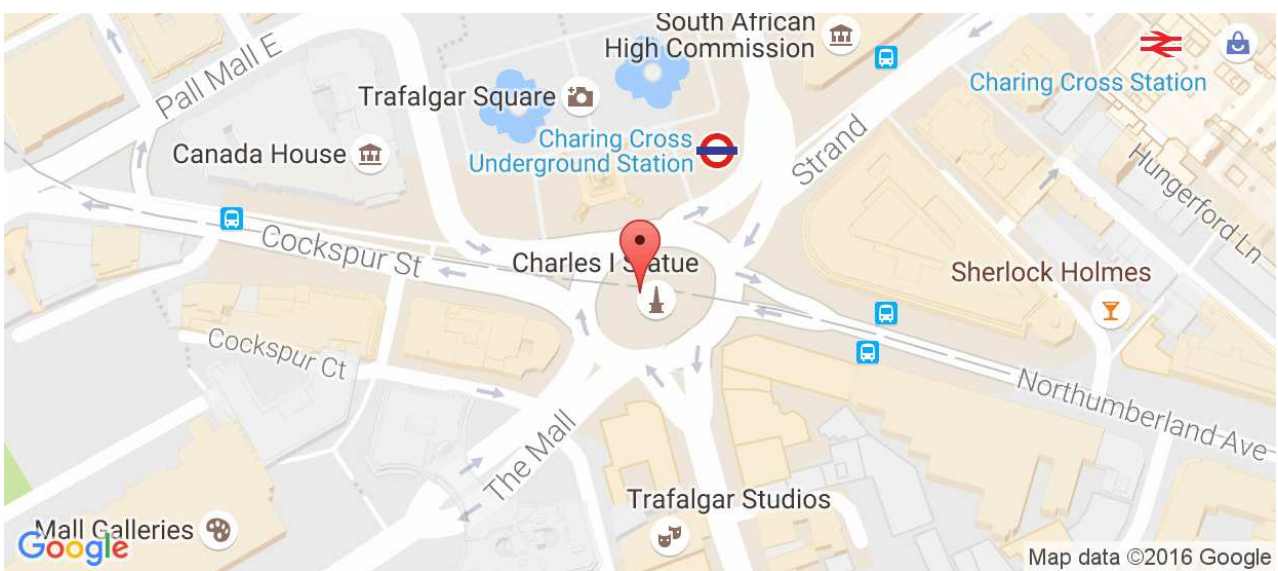 South African
High Commission
Pall Mall E
Trafalgar Square
Charing Cross Station
Charing Cross
Underground Station
Canada House
Strand
Hungerford Ln
Cockspur St
Charles I Statue
Sherlock Holmes
Cockspur Ct
Northumberland Ave
The Mall
Trafalgar Studios
Mall Galleries
Google
Map data ©2016 Google